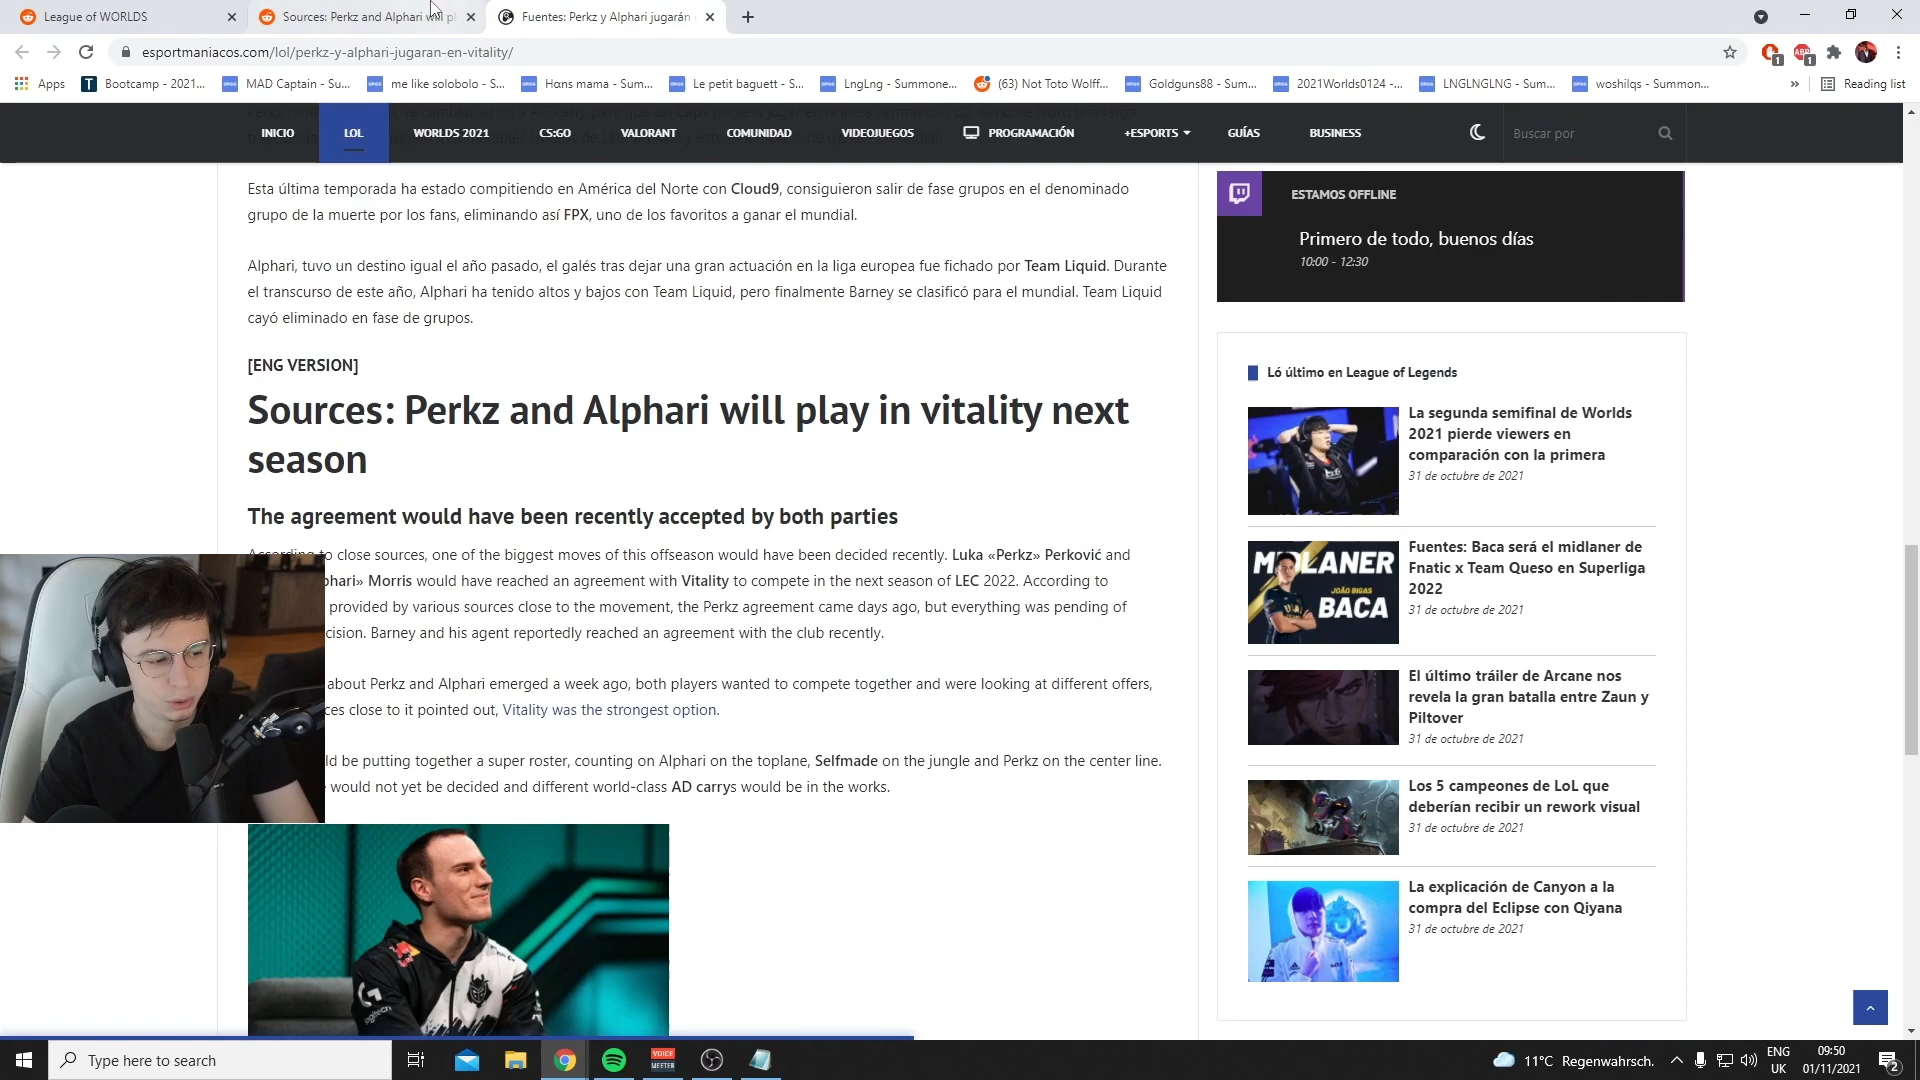 League of WORLDS
Sources: Perkz and Alphari will pl
Fuentes: Perkz y Alphari jugarán
esportmaniacos.com/lol/perkz-y-alphari-jugaran-en-vitality/
Apps
Bootcamp - 2021...
MAD Captain - Su...
me like solobolo - S...
Hans mama - Sum...
Le petit baguett - S...
LngLng - Summone...
(63) Not Toto Wolff...
Goldguns88 - Sum...
2021Worlds0124 -...
LNGLNGLNG - Sum...
woshilqs - Summon...
»
Reading list
INICIO
LOL
WORLDS 2021
CS:GO
VALORANT
COMUNIDAD
VIDEOJUEGOS
PROGRAMACIÓN
+ESPORTS
GUÍAS
BUSINESS
Buscar por
Esta última temporada ha estado compitiendo en América del Norte con Cloud9, consiguieron salir de fase grupos en el denominado
grupo de la muerte por los fans, eliminando así FPX, uno de los favoritos a ganar el mundial.
Alphari, tuvo un destino igual el año pasado, el galés tras dejar una gran actuación en la liga europea fue fichado por Team Liquid. Durante
el transcurso de este año, Alphari ha tenido altos y bajos con Team Liquid, pero finalmente Barney se clasificó para el mundial. Team Liquid
cayó eliminado en fase de grupos.
[ENG VERSION]
Sources: Perkz and Alphari will play in vitality next
season
The agreement would have been recently accepted by both parties
According to close sources, one of the biggest moves of this offseason would have been decided recently. Luka «Perkz» Perković and
phari» Morris would have reached an agreement with Vitality to compete in the next season of LEC 2022. According to
provided by various sources close to the movement, the Perkz agreement came days ago, but everything was pending of
cision. Barney and his agent reportedly reached an agreement with the club recently.
about Perkz and Alphari emerged a week ago, both players wanted to compete together and were looking at different offers,
ces close to it pointed out, Vitality was the strongest option.
ld be putting together a super roster, counting on Alphari on the toplane, Selfmade on the jungle and Perkz on the center line.
would not yet be decided and different world-class AD carrys would be in the works.
ESTAMOS OFFLINE
Primero de todo, buenos días
10:00 - 12:30
Ló último en League of Legends
La segunda semifinal de Worlds
2021 pierde viewers en
comparación con la primera
31 de octubre de 2021
MIDLANER
JOÃO BIGAS
BACA
Fuentes: Baca será el midlaner de
Fnatic x Team Queso en Superliga
2022
31 de octubre de 2021
El último tráiler de Arcane nos
revela la gran batalla entre Zaun y
Piltover
31 de octubre de 2021
Los 5 campeones de LoL que
deberían recibir un rework visual
31 de octubre de 2021
La explicación de Canyon a la
compra del Eclipse con Qiyana
31 de octubre de 2021
logitech
Type here to search
VOICE
MEETER
11°C Regenwahrsch.
ENG
UK
09:50
01/11/2021
2